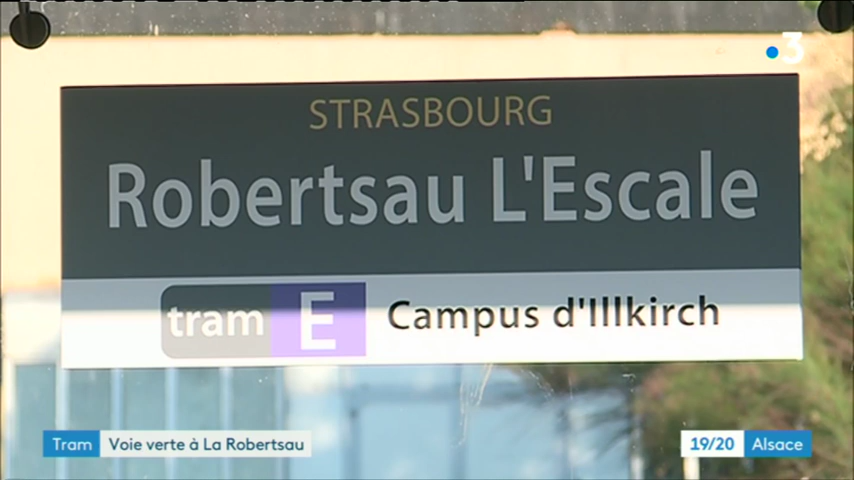 3
STRASBOURG
Robertsau L'Escale
tram E Campus d'Illkirch
Tram Voie verte à La Robertsau
19/20 Alsace